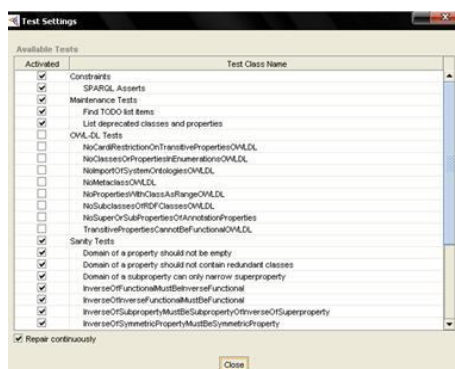 Test Settings
Available Tests
Activated Test Class Name
Constraints
SPARQL Asserts
Maintenance Tests
Find TODO list items
List deprecated classes and properties
OWL-DL Tests
NoCardiRestrictionOnTransitivePropertiesOWLDL
NoClassesOrPropertiesInEnumerationsOWLDL
NoImportOfSystemOntologiesOWLDL
NoMetaclassOWLDL
NoPropertiesWithClassAsRangeOWLDL
NoSubclassesOfRDFClassesOWLDL
NoSuperOrSubPropertiesOfAnnotationProperties
TransitivePropertiesCannotBeFunctionalOWLDL
Sanity Tests
Domain of a property should not be empty
Domain of a property should not contain redundant classes
Domain of a subproperty can only narrow superproperty
InverseOfFunctionalMustBeInverseFunctional
InverseOfInverseFunctionalMustBeFunctional
InverseOfSubpropertyMustBeSubpropertyOfInverseOfSuperproperty
InverseOfSymmetricPropertyMustBeSymmetricProperty
Repair continuously
Close